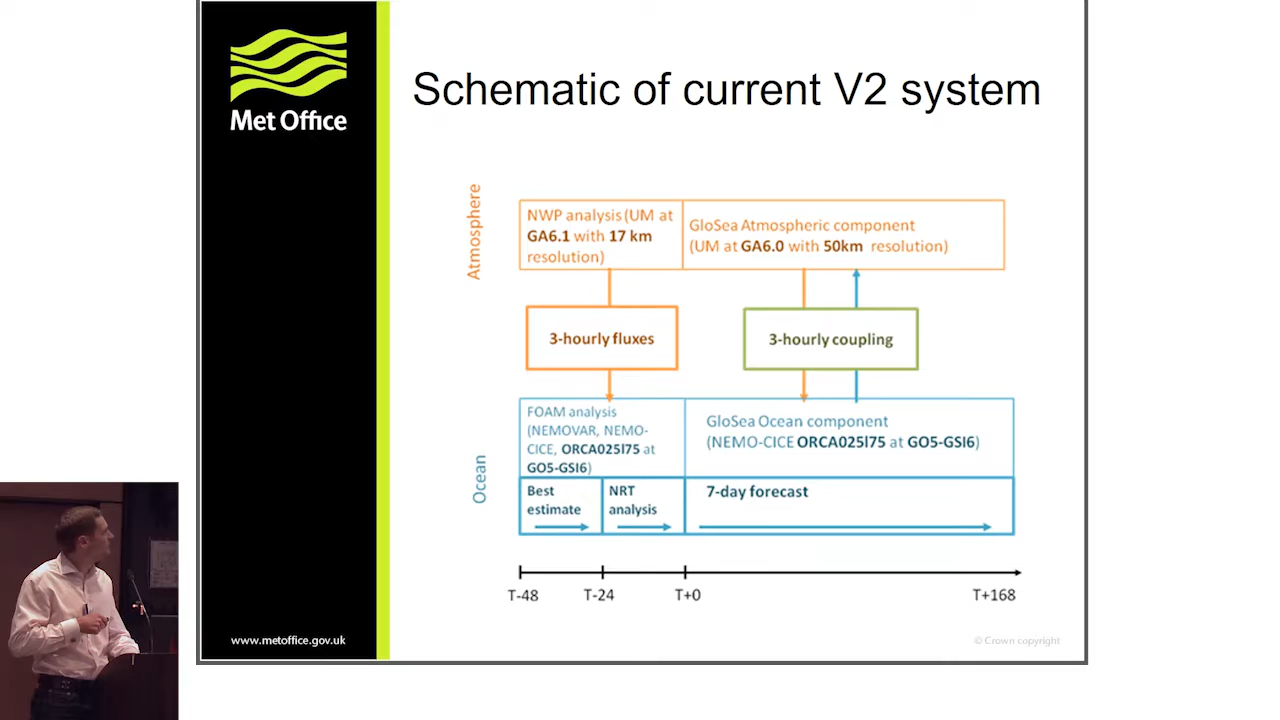 Met Office
Schematic of current V2 system
Atmosphere
NWP analysis (UM at
GA6.1 with 17 km
resolution)
GloSea Atmospheric component
(UM at GA6.0 with 50km resolution)
3-hourly fluxes
3-hourly coupling
Ocean
FOAM analysis
(NEMOVAR, NEMO-
CICE, ORCA025l75 at
GO5-GSI6)
GloSea Ocean component
(NEMO-CICE ORCA025l75 at GO5-GSI6)
Best
estimate
NRT
analysis
7-day forecast
T-48
T-24
T+0
T+168
www.metoffice.gov.uk
© Crown copyright